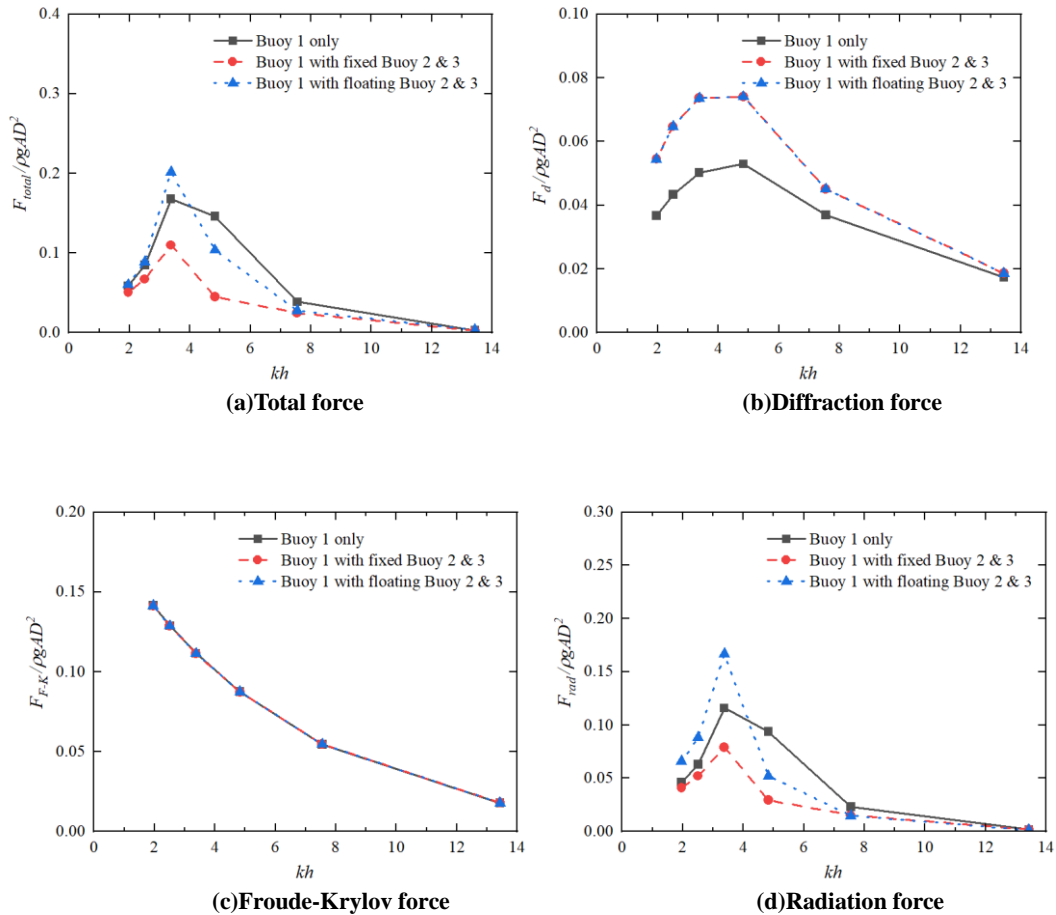 0.4
0.3
0.2
0.1
0.0
F_total/ρgAD²
Buoy 1 only
Buoy 1 with fixed Buoy 2 & 3
Buoy 1 with floating Buoy 2 & 3
0 2 4 6 8 10 12 14
kh
(a)Total force
0.10
0.08
0.06
0.04
0.02
0.00
F_d/ρgAD²
Buoy 1 only
Buoy 1 with fixed Buoy 2 & 3
Buoy 1 with floating Buoy 2 & 3
0 2 4 6 8 10 12 14
kh
(b)Diffraction force
0.20
0.15
0.10
0.05
0.00
F_F-K/ρgAD²
Buoy 1 only
Buoy 1 with fixed Buoy 2 & 3
Buoy 1 with floating Buoy 2 & 3
0 2 4 6 8 10 12 14
kh
(c)Froude-Krylov force
0.30
0.25
0.20
0.15
0.10
0.05
0.00
F_rad/ρgAD²
Buoy 1 only
Buoy 1 with fixed Buoy 2 & 3
Buoy 1 with floating Buoy 2 & 3
0 2 4 6 8 10 12 14
kh
(d)Radiation force